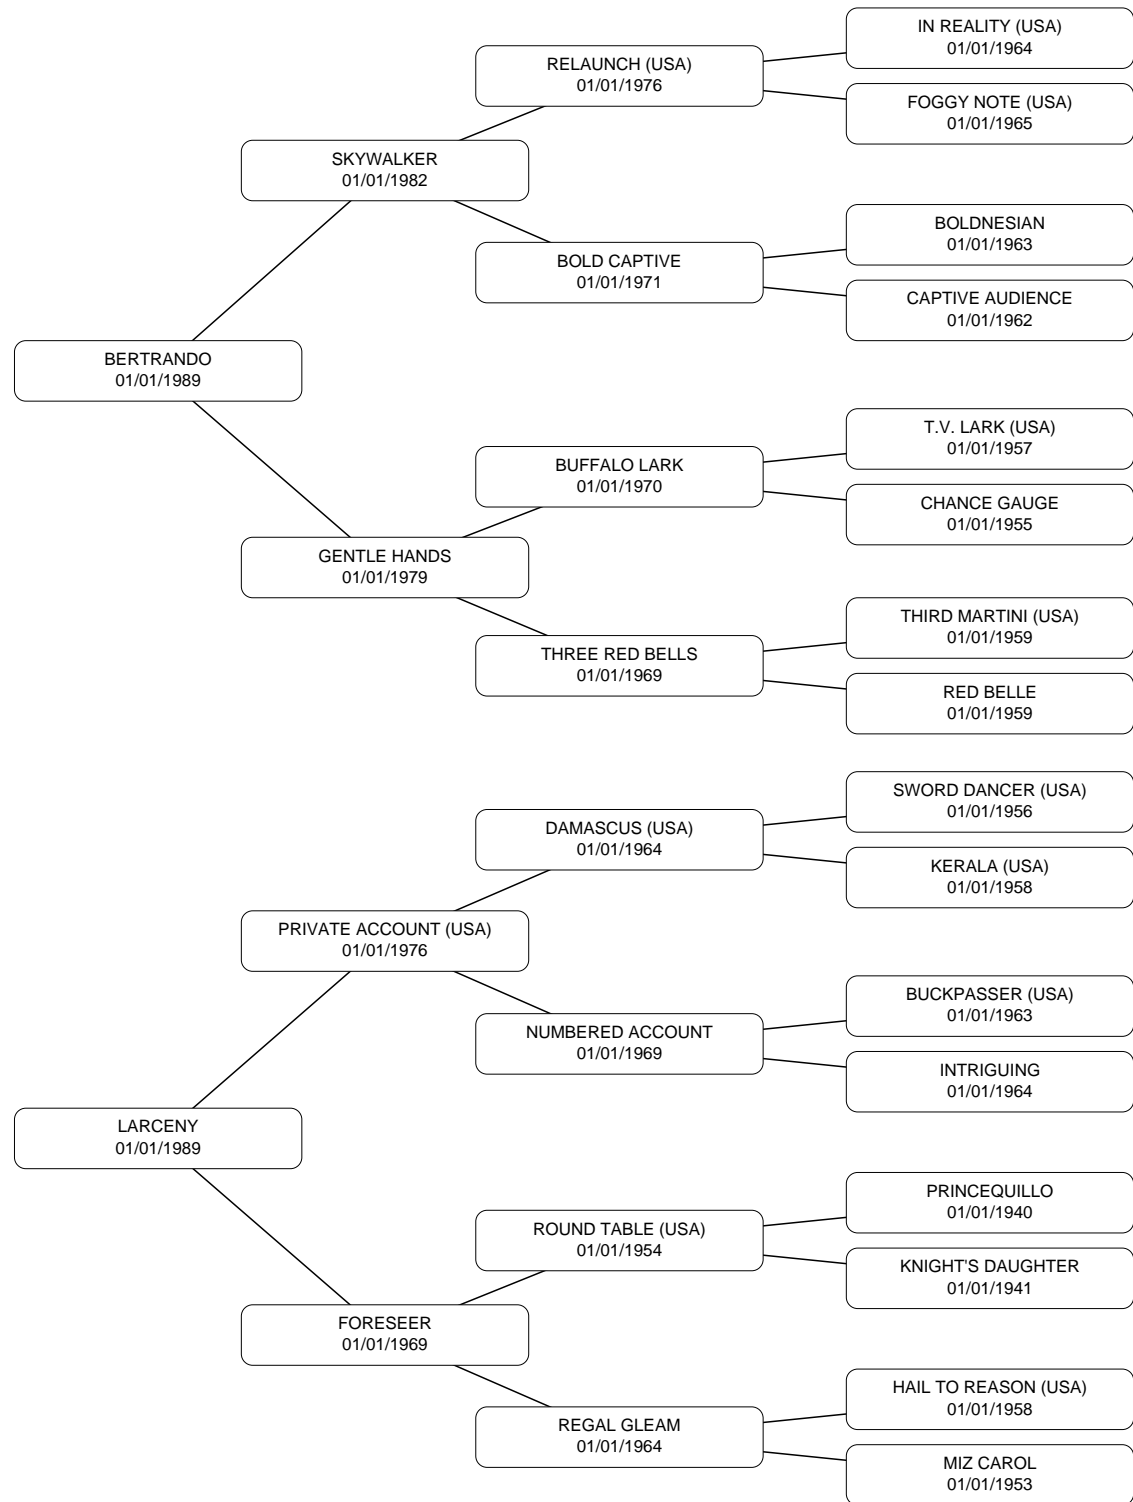 IN REALITY (USA)
01/01/1964
RELAUNCH (USA)
01/01/1976
FOGGY NOTE (USA)
01/01/1965
SKYWALKER
01/01/1982
BOLDNESIAN
01/01/1963
BOLD CAPTIVE
01/01/1971
CAPTIVE AUDIENCE
01/01/1962
BERTRANDO
01/01/1989
T.V. LARK (USA)
01/01/1957
BUFFALO LARK
01/01/1970
CHANCE GAUGE
01/01/1955
GENTLE HANDS
01/01/1979
THIRD MARTINI (USA)
01/01/1959
THREE RED BELLS
01/01/1969
RED BELLE
01/01/1959
SWORD DANCER (USA)
01/01/1956
DAMASCUS (USA)
01/01/1964
KERALA (USA)
01/01/1958
PRIVATE ACCOUNT (USA)
01/01/1976
BUCKPASSER (USA)
01/01/1963
NUMBERED ACCOUNT
01/01/1969
INTRIGUING
01/01/1964
LARCENY
01/01/1989
PRINCEQUILLO
01/01/1940
ROUND TABLE (USA)
01/01/1954
KNIGHT'S DAUGHTER
01/01/1941
FORESEER
01/01/1969
HAIL TO REASON (USA)
01/01/1958
REGAL GLEAM
01/01/1964
MIZ CAROL
01/01/1953